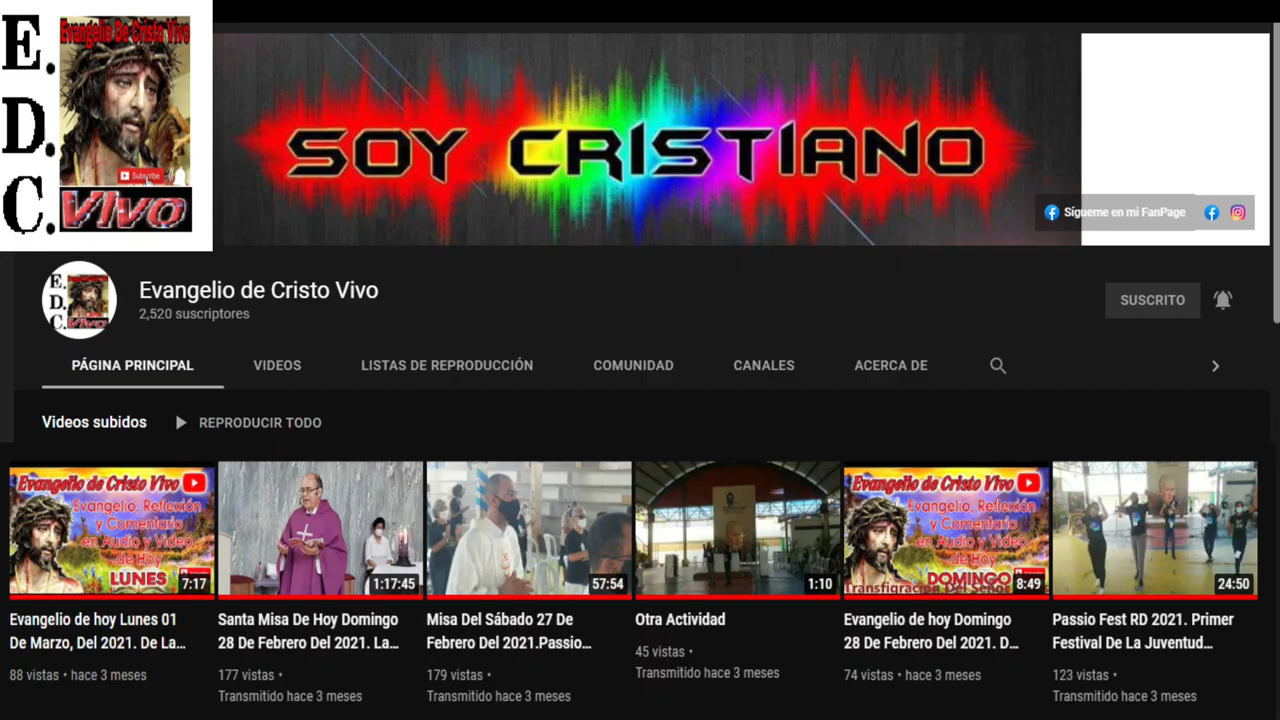 E.
D.
C.
Evangelio De Cristo Vivo
Subscribe
Vivo
SOY CRISTIANO
Sígueme en mi FanPage
E.
D.
C.
Vivo
Evangelio de Cristo Vivo
2,520 suscriptores
SUSCRITO
PÁGINA PRINCIPAL
VIDEOS
LISTAS DE REPRODUCCIÓN
COMUNIDAD
CANALES
ACERCA DE
Videos subidos
REPRODUCIR TODO
Evangelio de Cristo Vivo
Evangelio, Reflexión
y Comentario
en Audio y Video
de Hoy
LUNES
7:17
1:17:45
57:54
1:10
Evangelio de Cristo Vivo
Evangelio, Reflexión
y Comentario
en Audio y Video
de Hoy
DOMINGO
Transfigración Del Señor
8:49
24:50
Evangelio de hoy Lunes 01
De Marzo, Del 2021. De La...
88 vistas • hace 3 meses
Santa Misa De Hoy Domingo
28 De Febrero Del 2021. La...
177 vistas •
Transmitido hace 3 meses
Misa Del Sábado 27 De
Febrero Del 2021.Passio...
179 vistas •
Transmitido hace 3 meses
Otra Actividad
45 vistas •
Transmitido hace 3 meses
Evangelio de hoy Domingo
28 De Febrero Del 2021. D...
74 vistas • hace 3 meses
Passio Fest RD 2021. Primer
Festival De La Juventud...
123 vistas •
Transmitido hace 3 meses